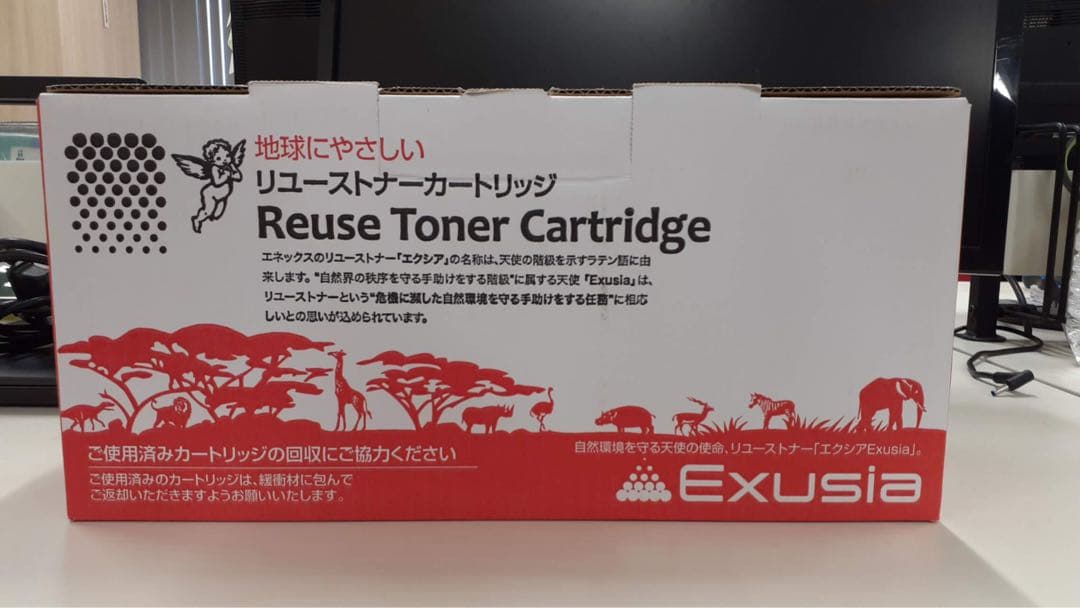 地球にやさしい
リユーストナーカートリッジ
Reuse Toner Cartridge
エネックスのリユーストナー「エクシア」の名称は、天使の階級を示すラテン語に由
来します。“自然界の秩序を守る手助けをする階級”に属する天使「Exusia」は、
リユーストナーという“危機に瀕した自然環境を守る手助けをする任務”に相応
しいとの思いが込められています。
ご使用済みカートリッジの回収にご協力ください
ご使用済みのカートリッジは、緩衝材に包んで
ご返却いただきますようお願いいたします。
自然環境を守る天使の使命、リユーストナー「エクシアExusia」。
Exusia